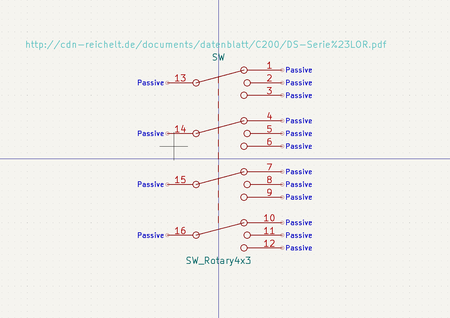 http://cdn-reichelt.de/documents/datenblatt/C200/DS-Serie%23LOR.pdf
SW
1 Passive
Passive 13
2 Passive
3 Passive
4 Passive
Passive 14
5 Passive
6 Passive
7 Passive
Passive 15
8 Passive
9 Passive
10 Passive
Passive 16
11 Passive
12 Passive
SW_Rotary4x3